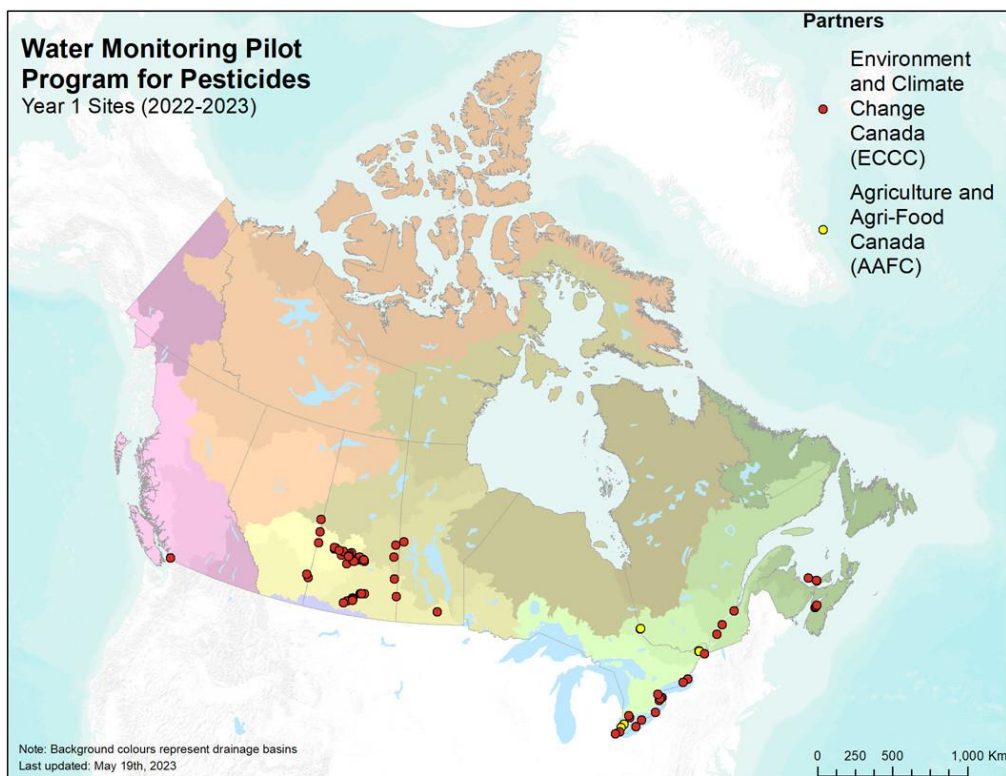 Water Monitoring Pilot
Program for Pesticides
Year 1 Sites (2022-2023)
Partners
Environment
and Climate
Change
Canada
(ECCC)
Agriculture and
Agri-Food
Canada
(AAFC)
Note: Background colours represent drainage basins
Last updated: May 19th, 2023
0 250 500 1,000 Km